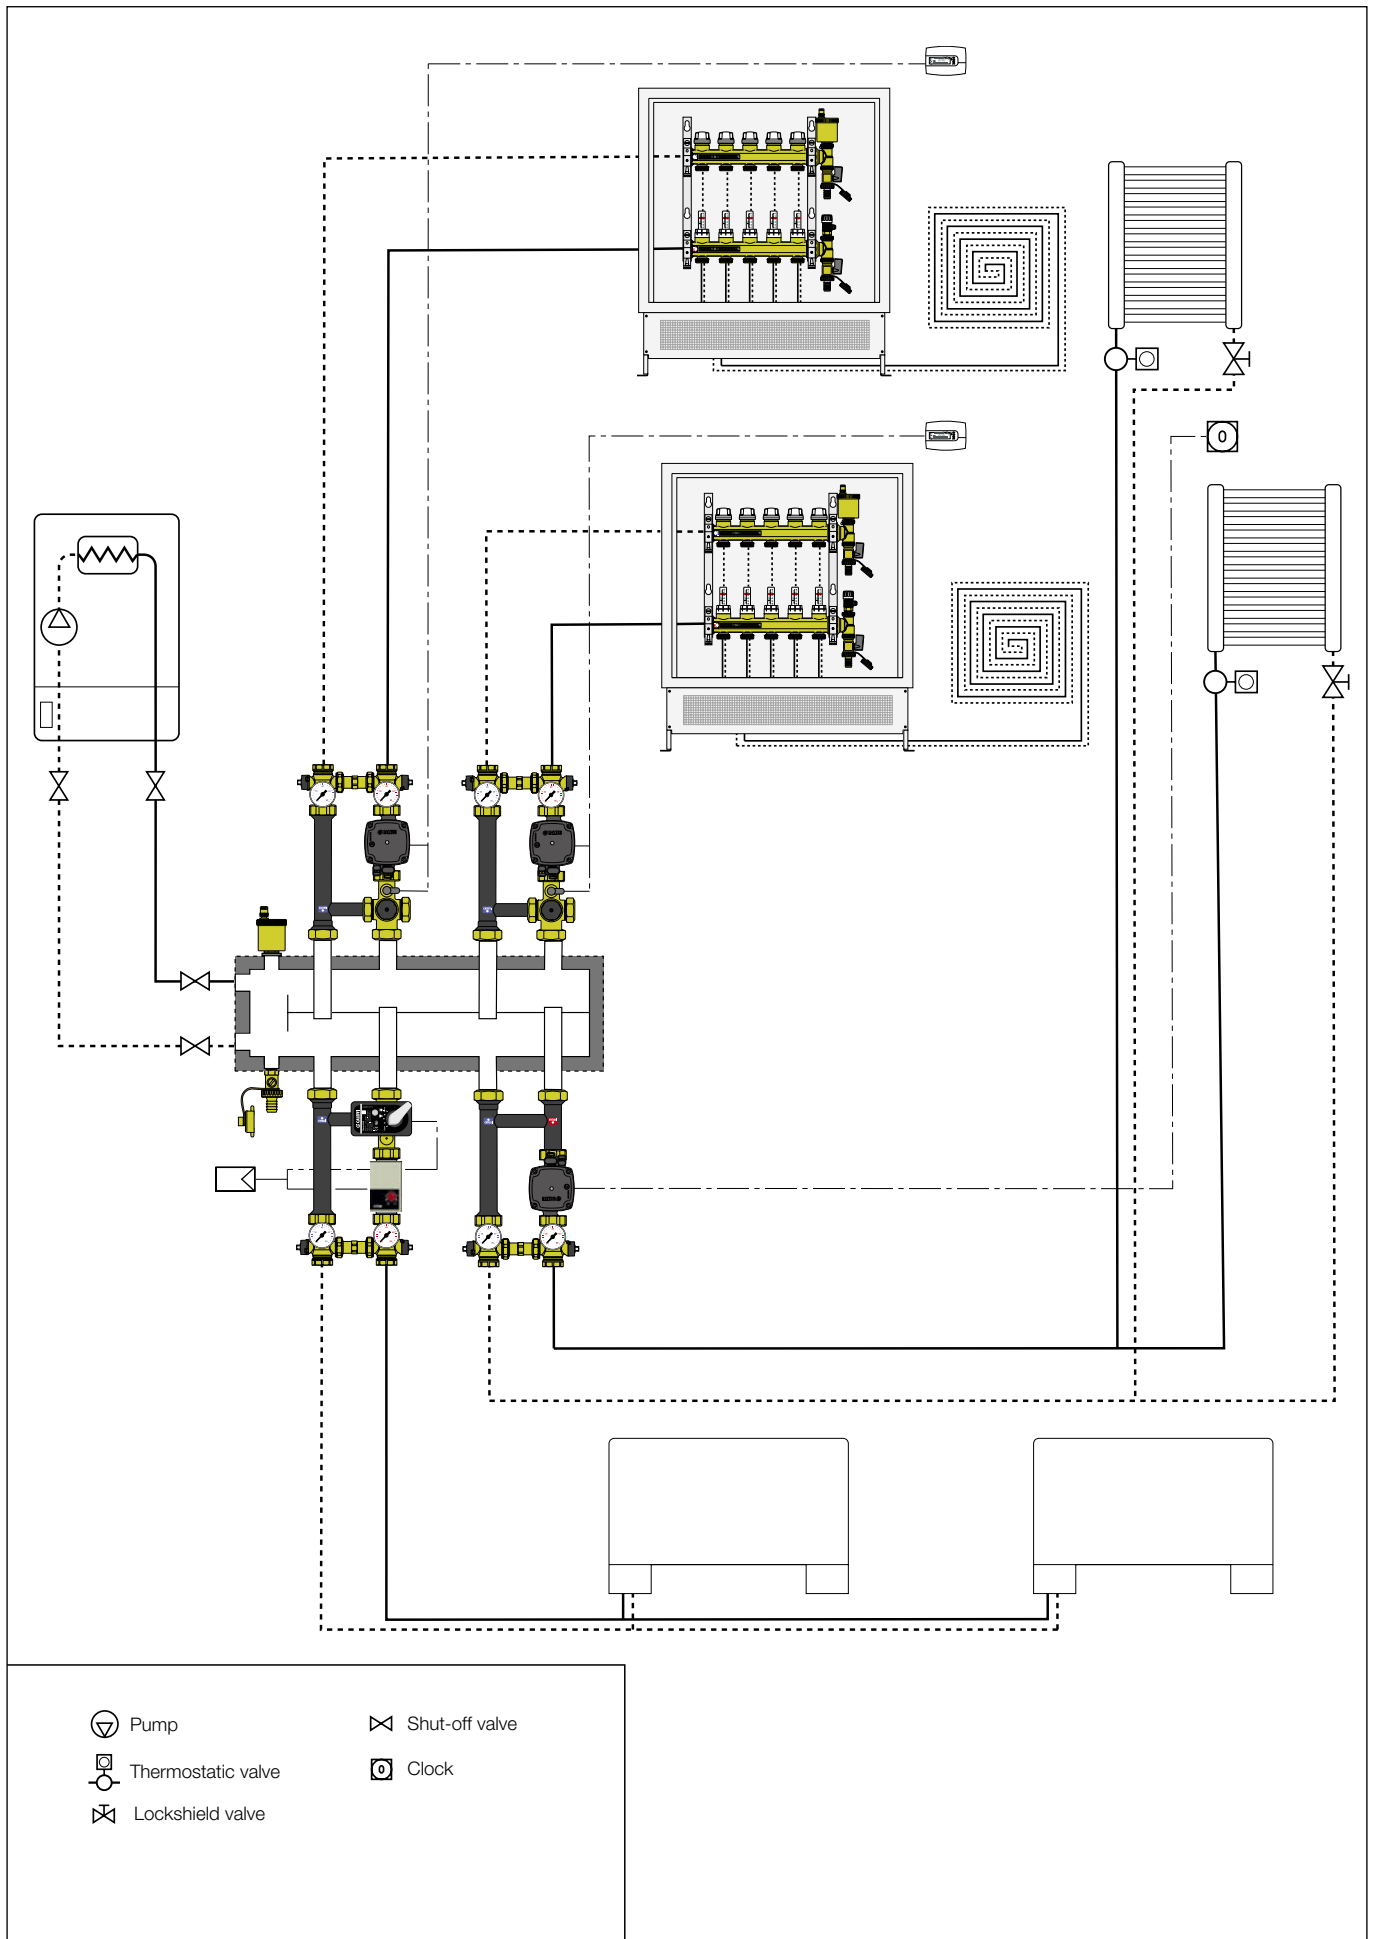 Pump
Shut-off valve
Thermostatic valve
0 Clock
Lockshield valve
0